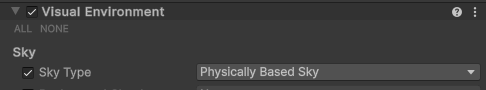 Visual Environment
ALL NONE
Sky
Sky Type Physically Based Sky